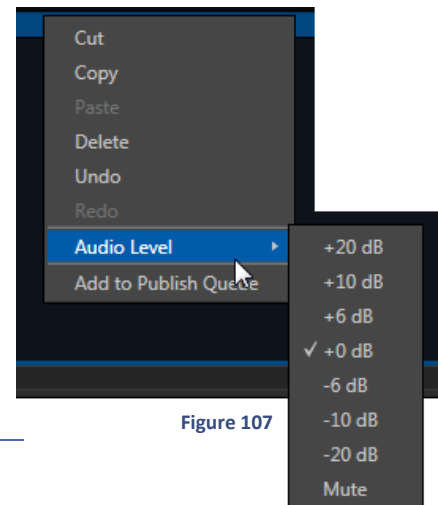 Cut
Copy
Paste
Delete
Undo
Redo
Audio Level
Add to Publish Queue
+20 dB
+10 dB
+6 dB
✓ +0 dB
-6 dB
-10 dB
-20 dB
Mute
Figure 107